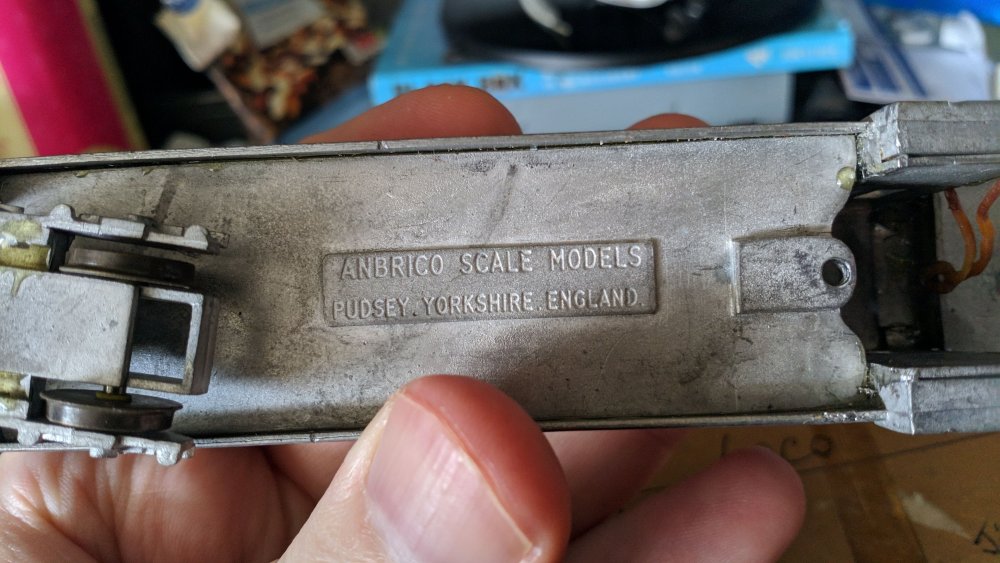 ANBRICO SCALE MODELS
PUDSEY. YORKSHIRE. ENGLAND.